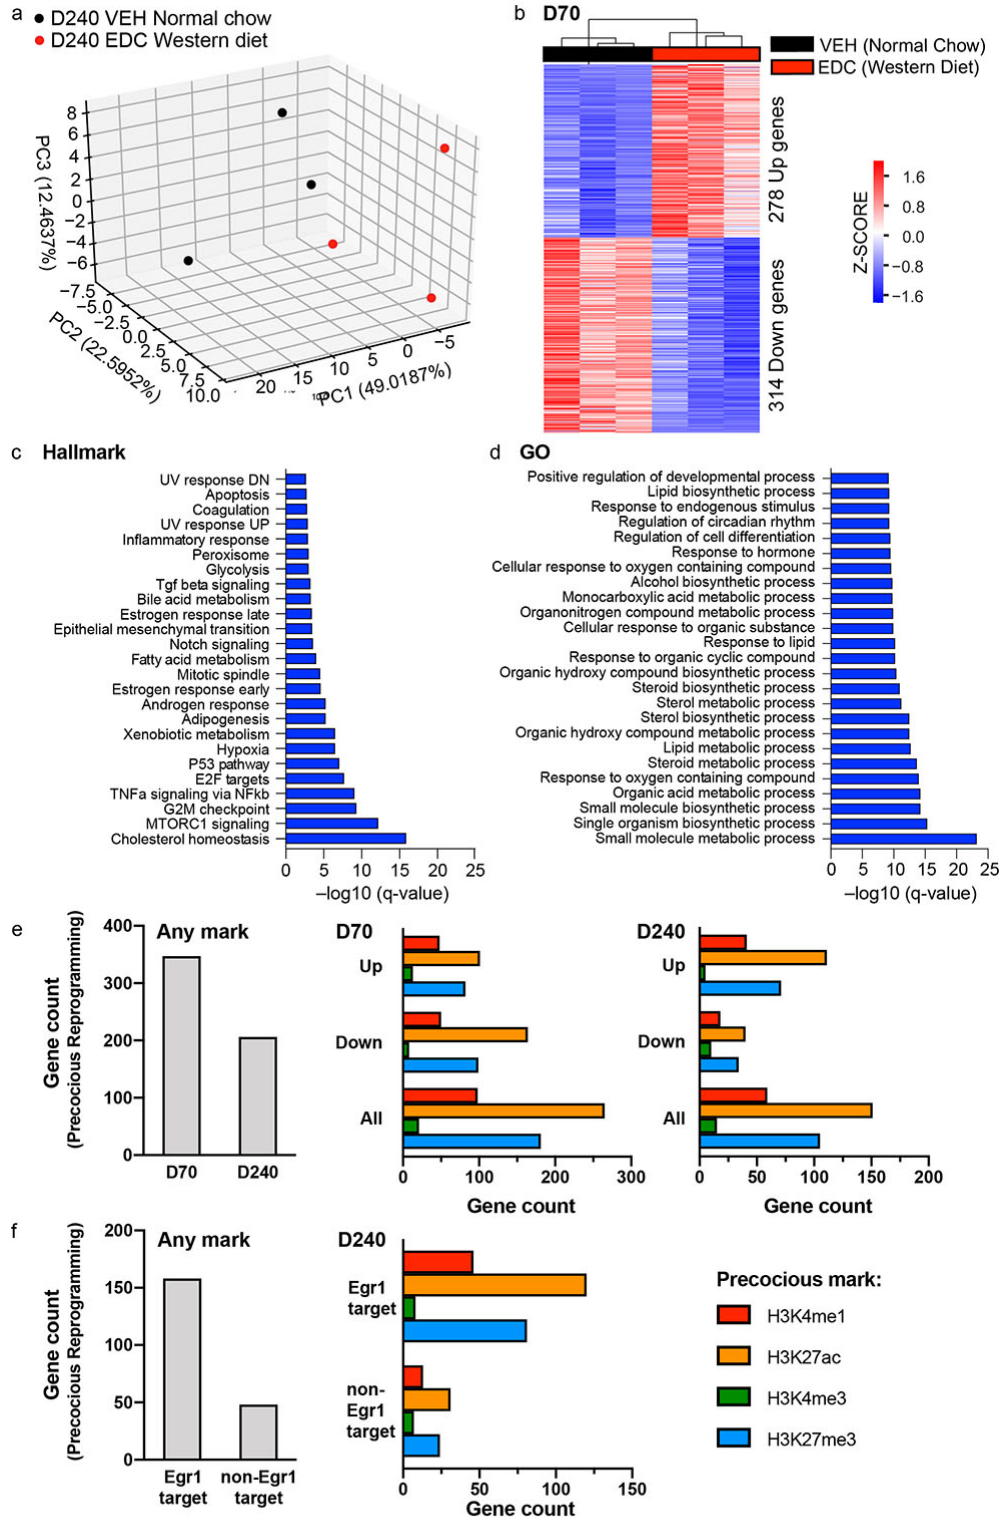 a
D240 VEH Normal chow
D240 EDC Western diet
PC3 (12.4637%)
8
6
4
2
0
−2
−4
−6
−7.5
−5.0
−2.5
0.0
2.5
5.0
7.5
10.0
PC2 (22.5952%)
20
15
10
5
0
−5
PC1 (49.0187%)
b D70
VEH (Normal Chow)
EDC (Western Diet)
278 Up genes
314 Down genes
Z-SCORE
1.6
0.8
0.0
−0.8
−1.6
c Hallmark
UV response DN
Apoptosis
Coagulation
UV response UP
Inflammatory response
Peroxisome
Glycolysis
Tgf beta signaling
Bile acid metabolism
Estrogen response late
Epithelial mesenchymal transition
Notch signaling
Fatty acid metabolism
Mitotic spindle
Estrogen response early
Androgen response
Adipogenesis
Xenobiotic metabolism
Hypoxia
P53 pathway
E2F targets
TNFa signaling via NFkb
G2M checkpoint
MTORC1 signaling
Cholesterol homeostasis
0 5 10 15 20 25
−log10 (q-value)
d GO
Positive regulation of developmental process
Lipid biosynthetic process
Response to endogenous stimulus
Regulation of circadian rhythm
Regulation of cell differentiation
Response to hormone
Cellular response to oxygen containing compound
Alcohol biosynthetic process
Monocarboxylic acid metabolic process
Organonitrogen compound metabolic process
Cellular response to organic substance
Response to lipid
Response to organic cyclic compound
Organic hydroxy compound biosynthetic process
Steroid biosynthetic process
Sterol metabolic process
Sterol biosynthetic process
Organic hydroxy compound metabolic process
Lipid metabolic process
Steroid metabolic process
Response to oxygen containing compound
Organic acid metabolic process
Small molecule biosynthetic process
Single organism biosynthetic process
Small molecule metabolic process
0 5 10 15 20 25
−log10 (q-value)
e
Gene count
(Precocious Reprogramming)
Any mark
400
300
200
100
0
D70 D240
D70
Up
Down
All
0 100 200 300
Gene count
D240
Up
Down
All
0 50 100 150 200
Gene count
f
Gene count
(Precocious Reprogramming)
Any mark
200
150
100
50
0
Egr1 non-Egr1
target target
D240
Egr1
target
non-
Egr1
target
0 50 100 150
Gene count
Precocious mark:
H3K4me1
H3K27ac
H3K4me3
H3K27me3